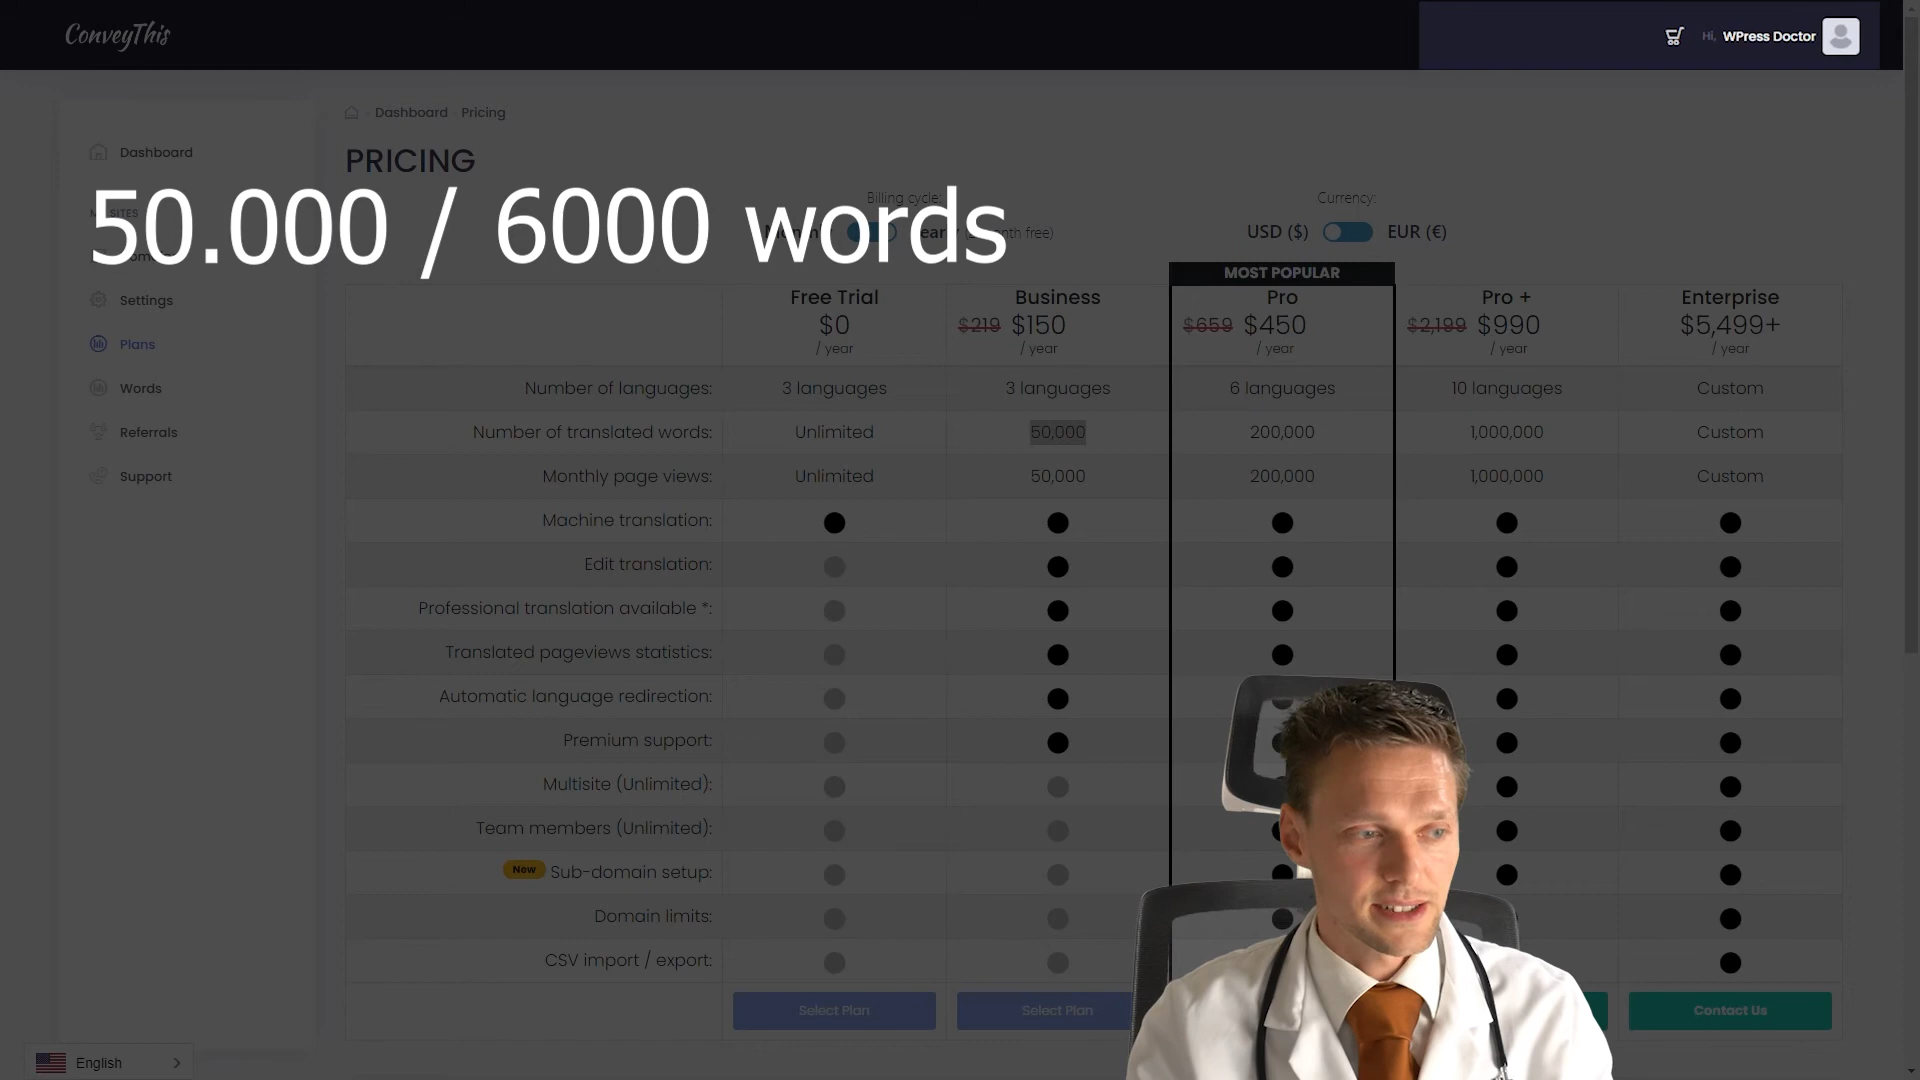 ConveyThis
Hi, WPress Doctor
Dashboard Pricing
Dashboard
PRICING
50.000 / 6000 words
Billing cycle:
Currency:
USD ($) EUR (€)
Settings
Plans
Words
Referrals
Support
MOST POPULAR
Free Trial Business Pro Pro + Enterprise
$0 $219 $150 $659 $450 $2,199 $990 $5,499+
/ year / year / year / year / year
Number of languages: 3 languages 3 languages 6 languages 10 languages Custom
Number of translated words: Unlimited 50,000 200,000 1,000,000 Custom
Monthly page views: Unlimited 50,000 200,000 1,000,000 Custom
Machine translation:
Edit translation:
Professional translation available *:
Translated pageviews statistics:
Automatic language redirection:
Premium support:
Multisite (Unlimited):
Team members (Unlimited):
New Sub-domain setup:
Domain limits:
CSV import / export:
Select Plan Select Plan Contact Us
English